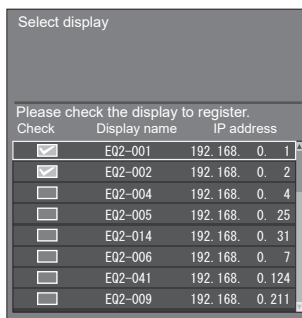 Select display
Please check the display to register.
Check Display name IP address
EQ2-001 192.168. 0. 1
EQ2-002 192.168. 0. 2
EQ2-004 192.168. 0. 4
EQ2-005 192.168. 0. 25
EQ2-014 192.168. 0. 31
EQ2-006 192.168. 0. 7
EQ2-041 192.168. 0.124
EQ2-009 192.168. 0.211